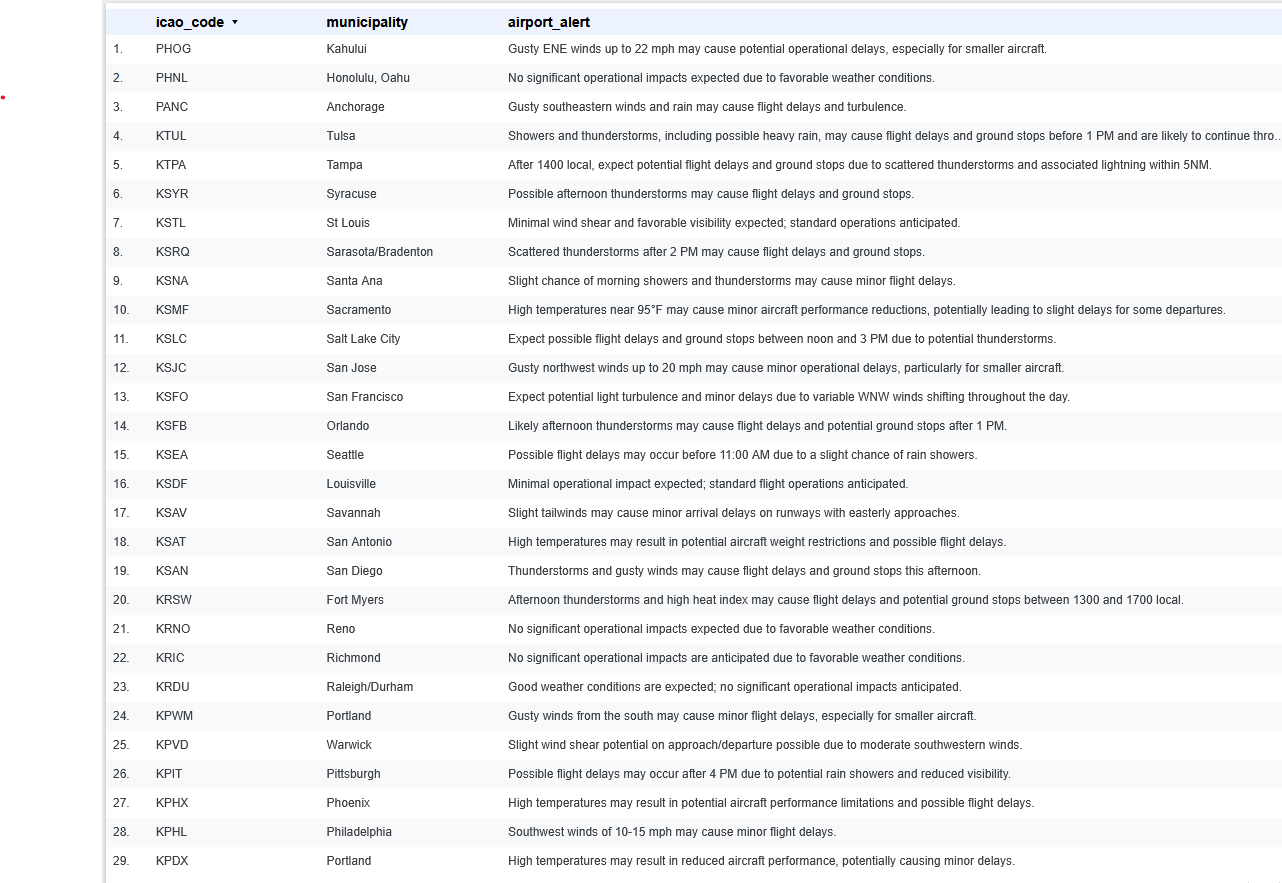 icao_code municipality airport_alert
1. PHOG Kahului Gusty ENE winds up to 22 mph may cause potential operational delays, especially for smaller aircraft.
2. PHNL Honolulu, Oahu No significant operational impacts expected due to favorable weather conditions.
3. PANC Anchorage Gusty southeastern winds and rain may cause flight delays and turbulence.
4. KTUL Tulsa Showers and thunderstorms, including possible heavy rain, may cause flight delays and ground stops before 1 PM and are likely to continue thro...
5. KTPA Tampa After 1400 local, expect potential flight delays and ground stops due to scattered thunderstorms and associated lightning within 5NM.
6. KSYR Syracuse Possible afternoon thunderstorms may cause flight delays and ground stops.
7. KSTL St Louis Minimal wind shear and favorable visibility expected; standard operations anticipated.
8. KSRQ Sarasota/Bradenton Scattered thunderstorms after 2 PM may cause flight delays and ground stops.
9. KSNA Santa Ana Slight chance of morning showers and thunderstorms may cause minor flight delays.
10. KSMF Sacramento High temperatures near 95°F may cause minor aircraft performance reductions, potentially leading to slight delays for some departures.
11. KSLC Salt Lake City Expect possible flight delays and ground stops between noon and 3 PM due to potential thunderstorms.
12. KSJC San Jose Gusty northwest winds up to 20 mph may cause minor operational delays, particularly for smaller aircraft.
13. KSFO San Francisco Expect potential light turbulence and minor delays due to variable WNW winds shifting throughout the day.
14. KSFB Orlando Likely afternoon thunderstorms may cause flight delays and potential ground stops after 1 PM.
15. KSEA Seattle Possible flight delays may occur before 11:00 AM due to a slight chance of rain showers.
16. KSDF Louisville Minimal operational impact expected; standard flight operations anticipated.
17. KSAV Savannah Slight tailwinds may cause minor arrival delays on runways with easterly approaches.
18. KSAT San Antonio High temperatures may result in potential aircraft weight restrictions and possible flight delays.
19. KSAN San Diego Thunderstorms and gusty winds may cause flight delays and ground stops this afternoon.
20. KRSW Fort Myers Afternoon thunderstorms and high heat index may cause flight delays and potential ground stops between 1300 and 1700 local.
21. KRNO Reno No significant operational impacts expected due to favorable weather conditions.
22. KRIC Richmond No significant operational impacts are anticipated due to favorable weather conditions.
23. KRDU Raleigh/Durham Good weather conditions are expected; no significant operational impacts anticipated.
24. KPWM Portland Gusty winds from the south may cause minor flight delays, especially for smaller aircraft.
25. KPVD Warwick Slight wind shear potential on approach/departure possible due to moderate southwestern winds.
26. KPIT Pittsburgh Possible flight delays may occur after 4 PM due to potential rain showers and reduced visibility.
27. KPHX Phoenix High temperatures may result in potential aircraft performance limitations and possible flight delays.
28. KPHL Philadelphia Southwest winds of 10-15 mph may cause minor flight delays.
29. KPDX Portland High temperatures may result in reduced aircraft performance, potentially causing minor delays.